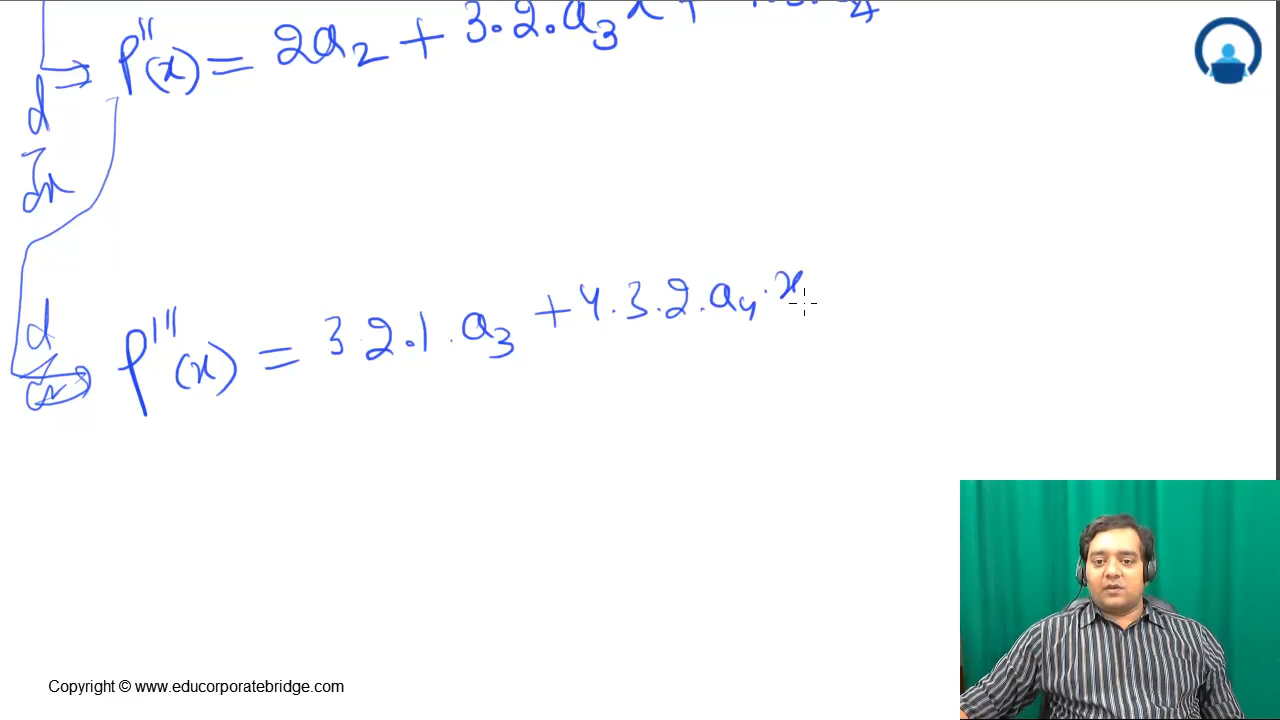 P''(x) = 2a₂ + 3.2.a₃x +
d
dx
d
dx P'''(x) = 3.2.1.a₃ + 4.3.2.a₄.x
Copyright © www.educorporatebridge.com